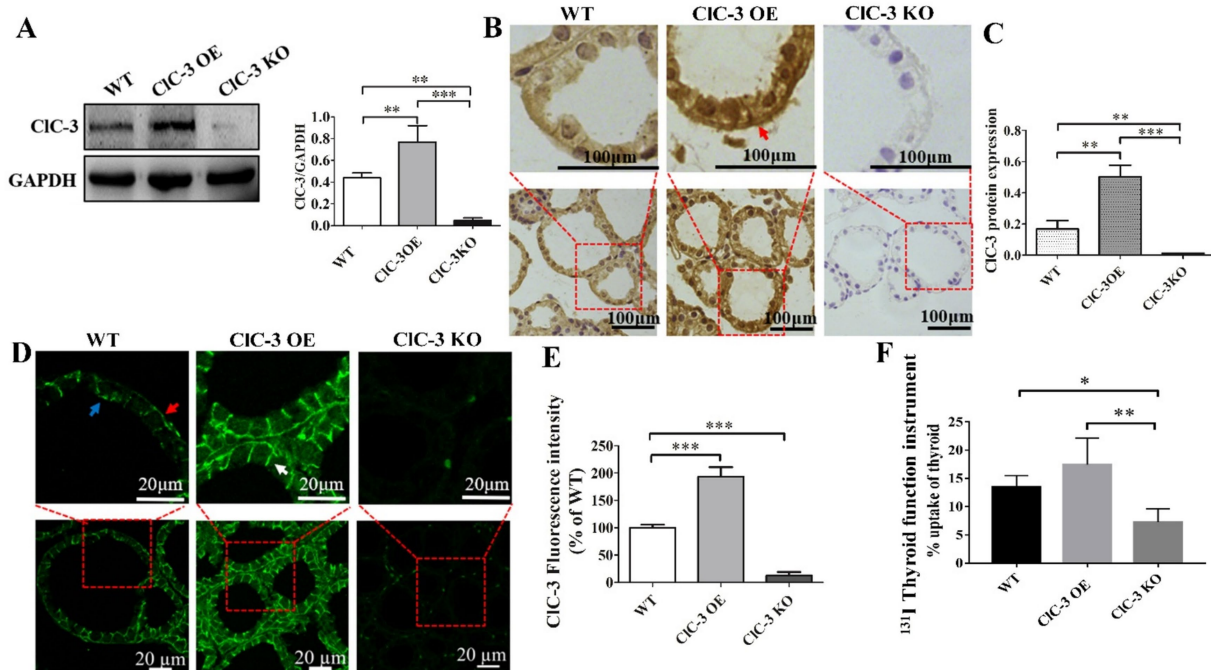 A
WT
ClC-3 OE
ClC-3 KO
ClC-3
GAPDH
ClC-3/GAPDH
1.0
0.8
0.6
0.4
0.2
0.0
**
***
**
WT
ClC-3OE
ClC-3KO
B
WT
ClC-3 OE
ClC-3 KO
100μm
100μm
100μm
100μm
100μm
100μm
C
ClC-3 protein expression
0.8
0.6
0.4
0.2
0.0
**
***
**
WT
ClC-3OE
ClC-3KO
D
WT
ClC-3 OE
ClC-3 KO
20μm
20μm
20μm
20 μm
20 μm
20 μm
E
ClC-3 Fluorescence intensity
(% of WT)
250
200
150
100
50
0
***
***
WT
ClC-3 OE
ClC-3 KO
F
¹³¹I Thyroid function instrument
% uptake of thyroid
25
20
15
10
5
0
*
**
WT
ClC-3 OE
ClC-3 KO